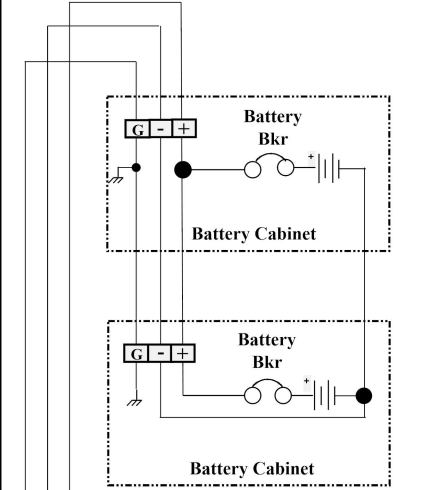 Battery
Bkr
G - +
+
Battery Cabinet
Battery
Bkr
G - +
+
Battery Cabinet